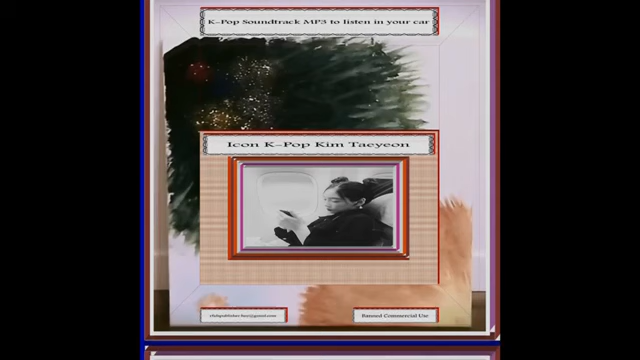 K-Pop Soundtrack MP3 to listen in your car
Icon K-Pop Kim Taeyeon
Banned Commercial Use